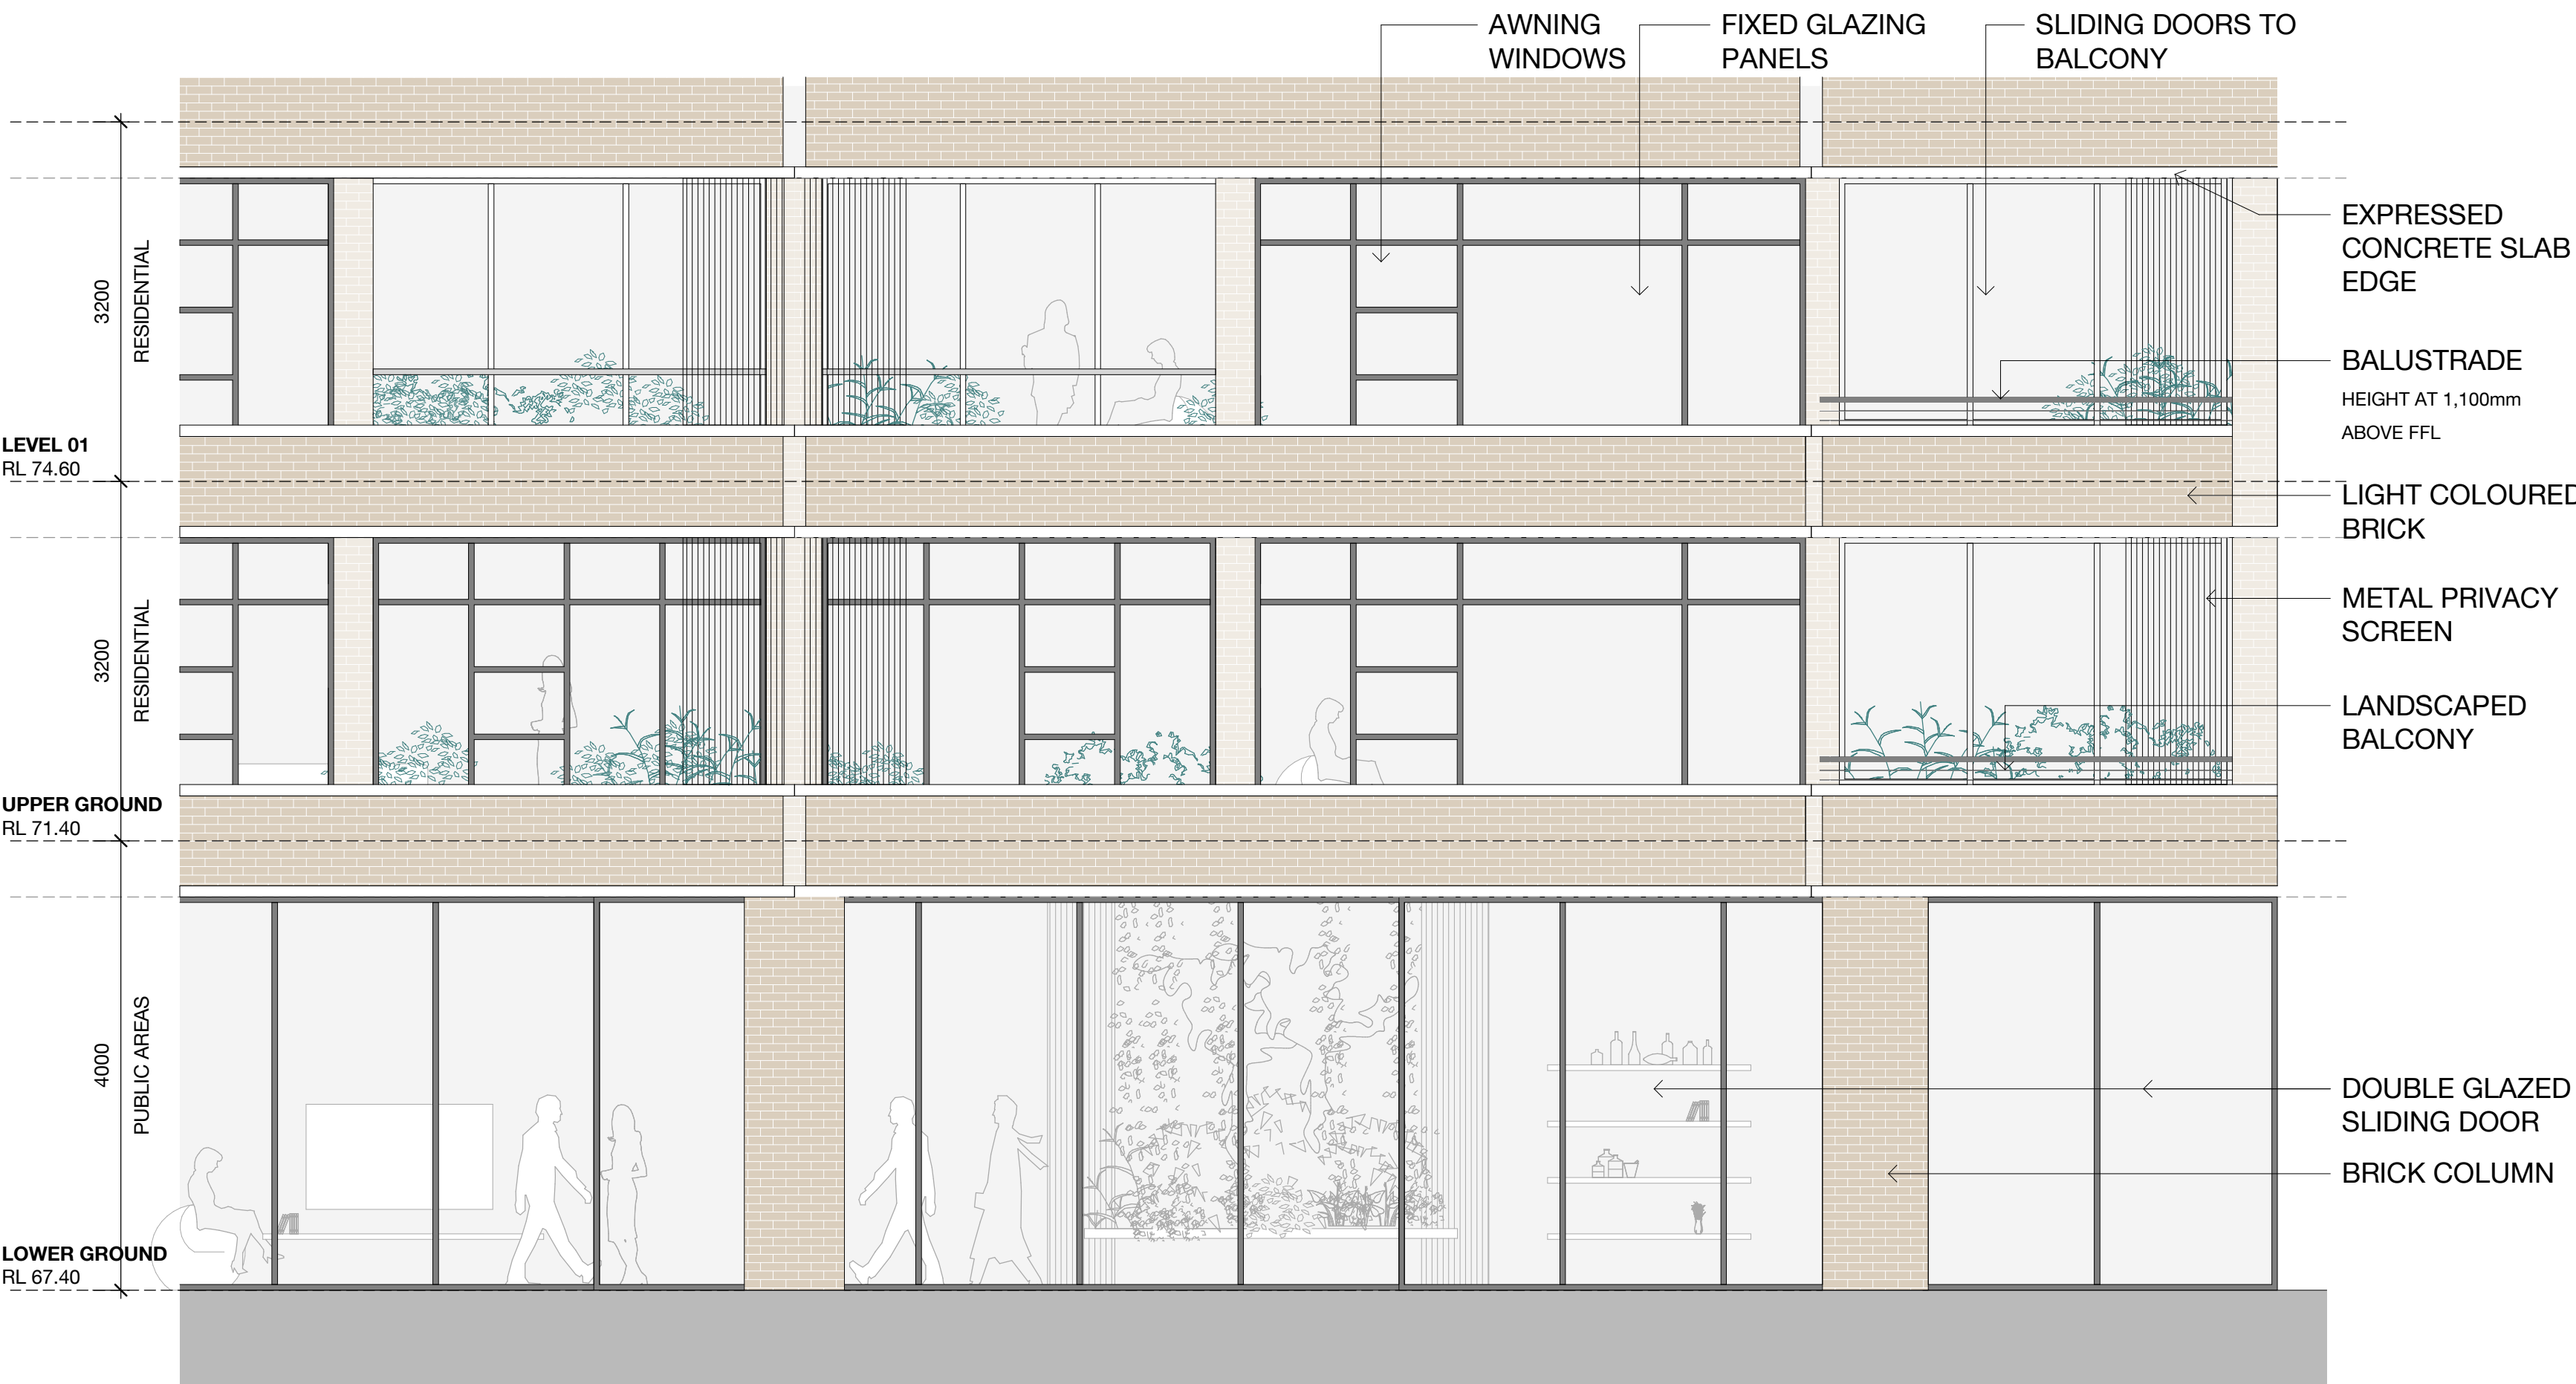 AWNING
WINDOWS
FIXED GLAZING
PANELS
SLIDING DOORS TO
BALCONY
EXPRESSED
CONCRETE SLAB
EDGE
3200
RESIDENTIAL
BALUSTRADE
HEIGHT AT 1,100mm
ABOVE FFL
LEVEL 01
RL 74.60
LIGHT COLOURED
BRICK
METAL PRIVACY
SCREEN
3200
RESIDENTIAL
LANDSCAPED
BALCONY
UPPER GROUND
RL 71.40
4000
PUBLIC AREAS
DOUBLE GLAZED
SLIDING DOOR
BRICK COLUMN
LOWER GROUND
RL 67.40